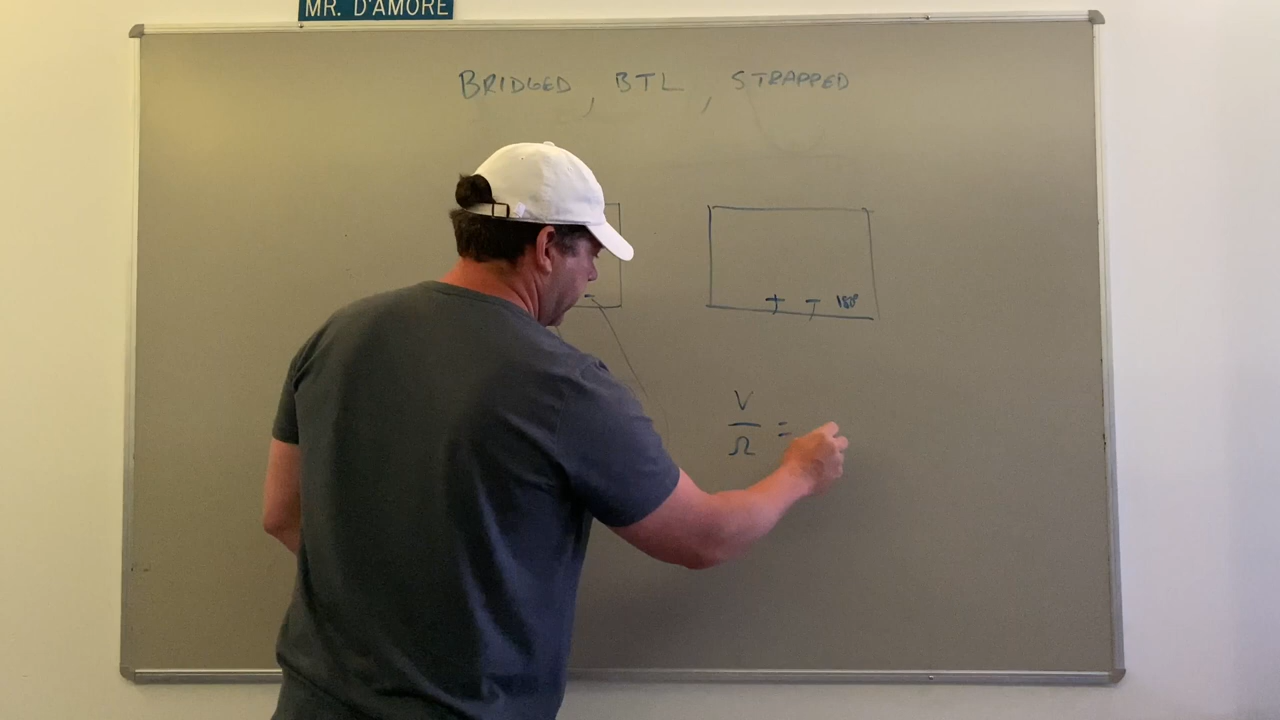 MR. D'AMORE
BRIDGED, BTL, STRAPPED
-
+ - 180°
V
Ω =